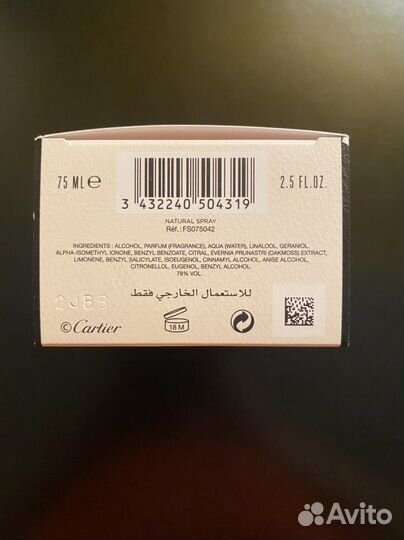 75 ML e
2.5 FL.OZ.
3 432240 504319
NATURAL SPRAY
Réf.:FS075042
INGREDIENTS : ALCOHOL, PARFUM (FRAGRANCE), AQUA (WATER), LINALOOL, GERANIOL,
ALPHA-ISOMETHYL IONONE, BENZYL BENZOATE, CITRAL, EVERNIA PRUNASTRI (OAKMOSS) EXTRACT,
LIMONENE, BENZYL SALICYLATE, ISOEUGENOL, CINNAMYL ALCOHOL, ANISE ALCOHOL,
CITRONELLOL, EUGENOL, BENZYL ALCOHOL.
78% VOL.
للاستعمال الخارجي فقط
2JBB
©Cartier
18 M
Avito